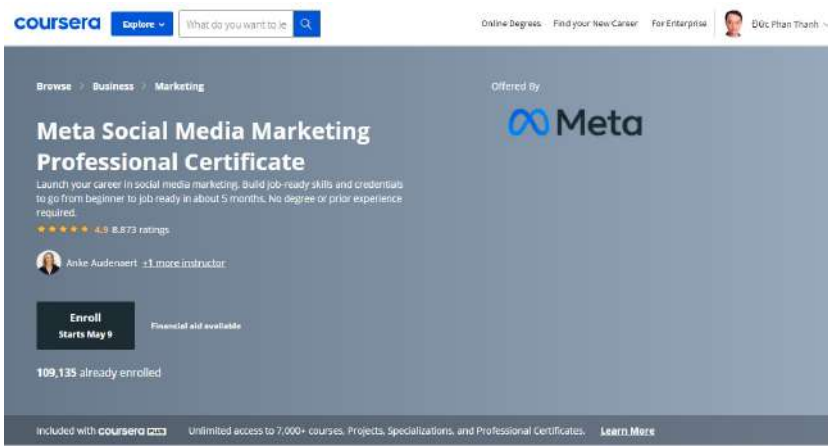 coursera
Explore
What do you want to le
Online Degrees
Find your New Career
For Enterprise
Đức Phan Thanh
Browse > Business > Marketing
Offered By
Meta
Meta Social Media Marketing
Professional Certificate
Launch your career in social media marketing. Build job-ready skills and credentials
to go from beginner to job ready in about 5 months. No degree or prior experience
required.
4.9 8,873 ratings
Anke Audenaert +1 more instructor
Enroll
Starts May 9
Financial aid available
109,135 already enrolled
Included with coursera PLUS Unlimited access to 7,000+ courses, Projects, Specializations, and Professional Certificates. Learn More